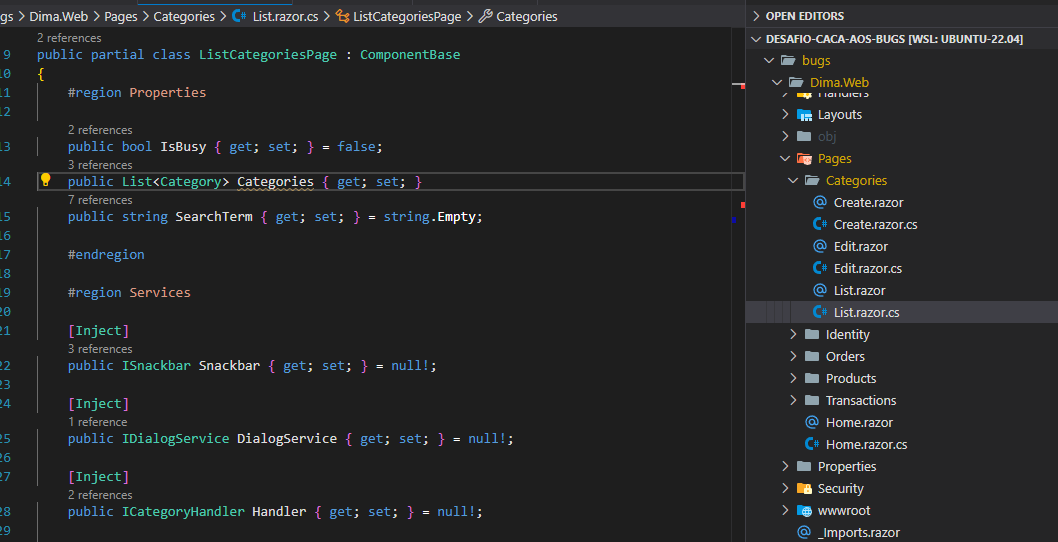 gs > Dima.Web > Pages > Categories > C# List.razor.cs > ListCategoriesPage > Categories
2 references
9 public partial class ListCategoriesPage : ComponentBase
10 {
11 #region Properties
12
2 references
13 public bool IsBusy { get; set; } = false;
3 references
14 public List<Category> Categories { get; set; }
7 references
15 public string SearchTerm { get; set; } = string.Empty;
16
17 #endregion
18
19 #region Services
20
21 [Inject]
3 references
22 public ISnackbar Snackbar { get; set; } = null!;
23
24 [Inject]
1 reference
25 public IDialogService DialogService { get; set; } = null!;
26
27 [Inject]
2 references
28 public ICategoryHandler Handler { get; set; } = null!;
29
> OPEN EDITORS
DESAFIO-CACA-AOS-BUGS [WSL: UBUNTU-22.04]
bugs
Dima.Web
Handlers
Layouts
obj
Pages
Categories
@ Create.razor
C# Create.razor.cs
@ Edit.razor
C# Edit.razor.cs
@ List.razor
C# List.razor.cs
Identity
Orders
Products
Transactions
@ Home.razor
C# Home.razor.cs
Properties
Security
wwwroot
@ _Imports.razor